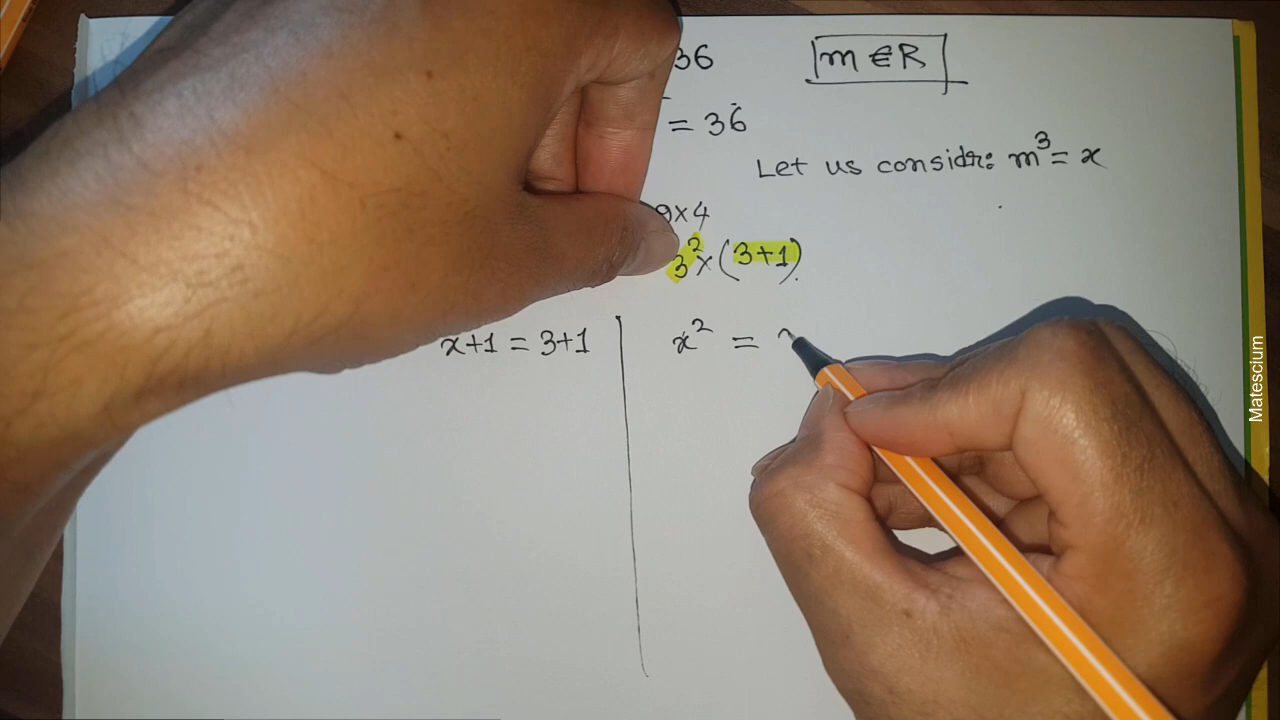 36 m∈R
= 36
Let us considr: m³ = x
9×4
3²×(3+1)
x+1 = 3+1 x² =
Matescium